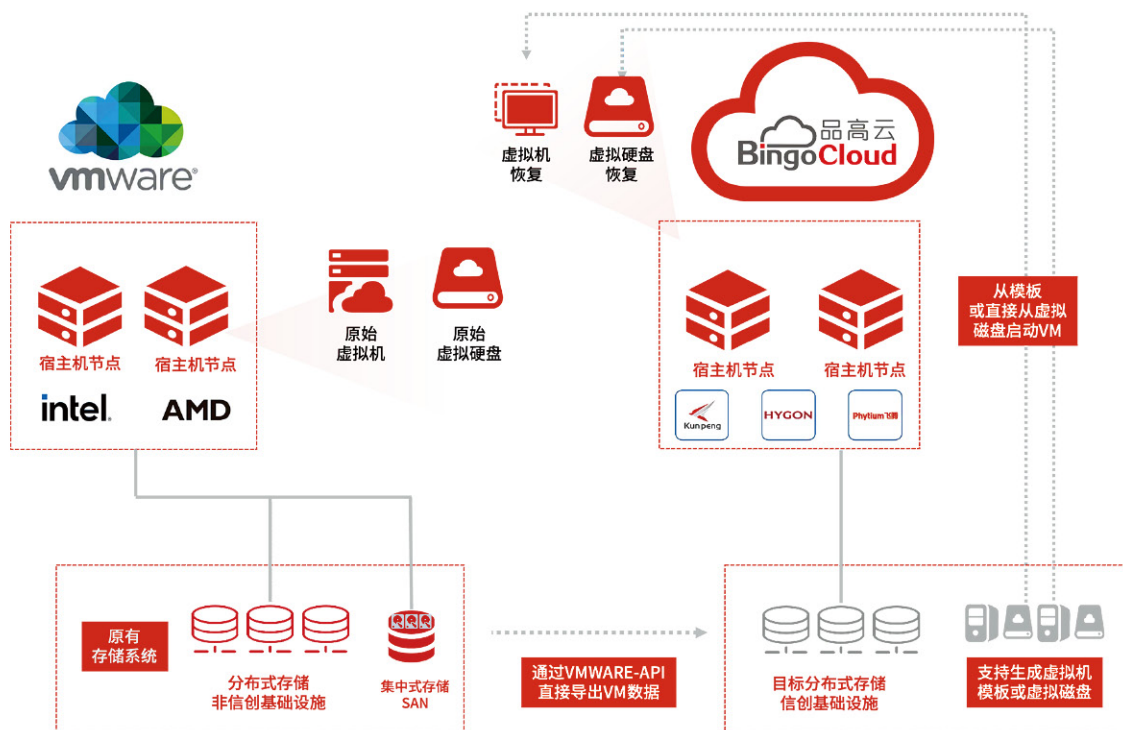 vmware®
宿主机节点
宿主机节点
intel.
AMD
原始
虚拟机
原始
虚拟硬盘
虚拟机
恢复
虚拟硬盘
恢复
品高云
BingoCloud
宿主机节点
宿主机节点
Kunpeng
HYGON
Phytium飞腾
从模板
或直接从虚拟
磁盘启动VM
原有
存储系统
分布式存储
非信创基础设施
集中式存储
SAN
通过VMWARE-API
直接导出VM数据
目标分布式存储
信创基础设施
支持生成虚拟机
模板或虚拟磁盘